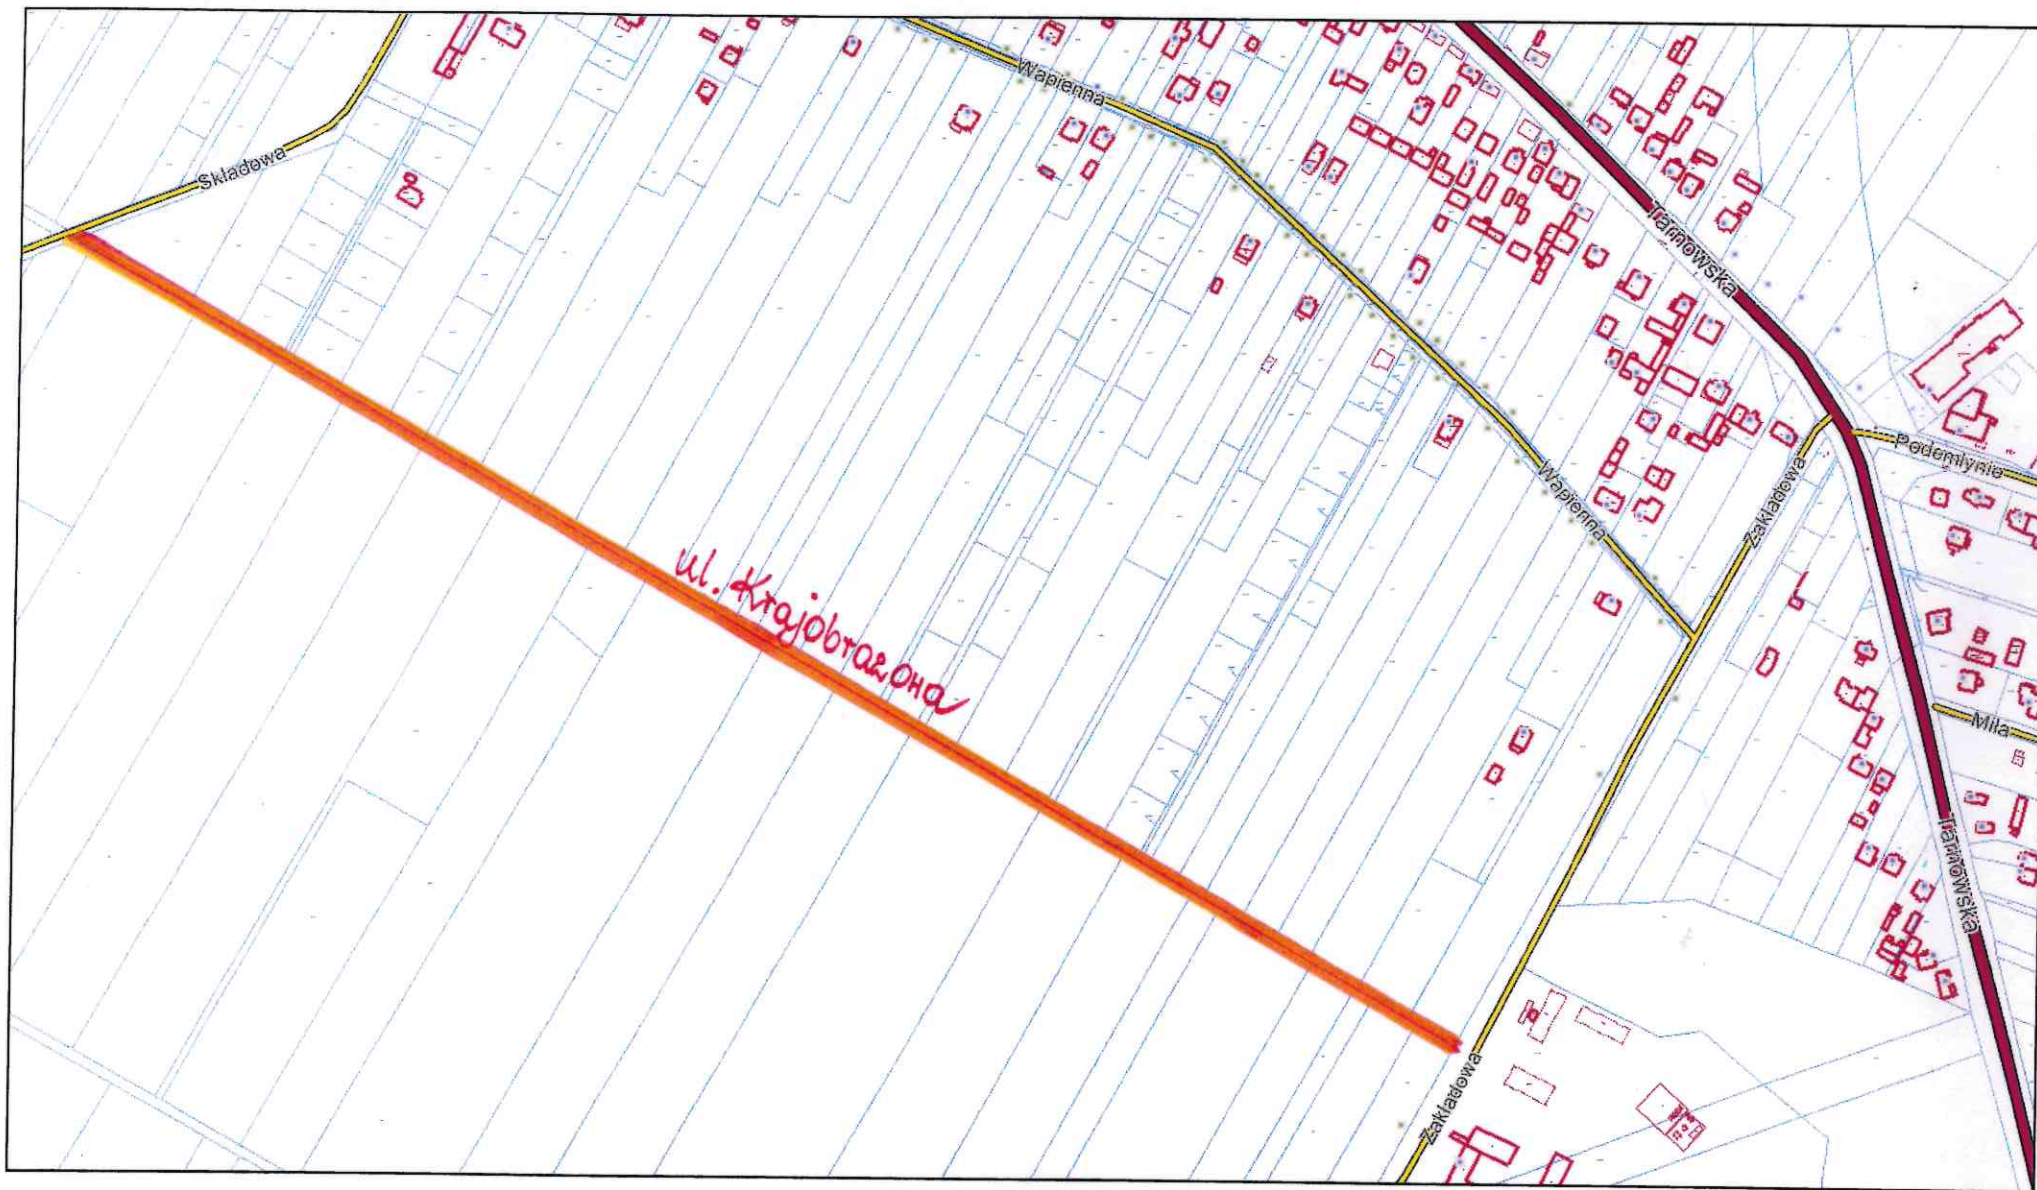 Wapienna
Składowa
Tarnowska
Podemłynie
Wapienna
Zakładowa
ul. Krajobrazowa
Miła
Tarnowska
Zakładowa